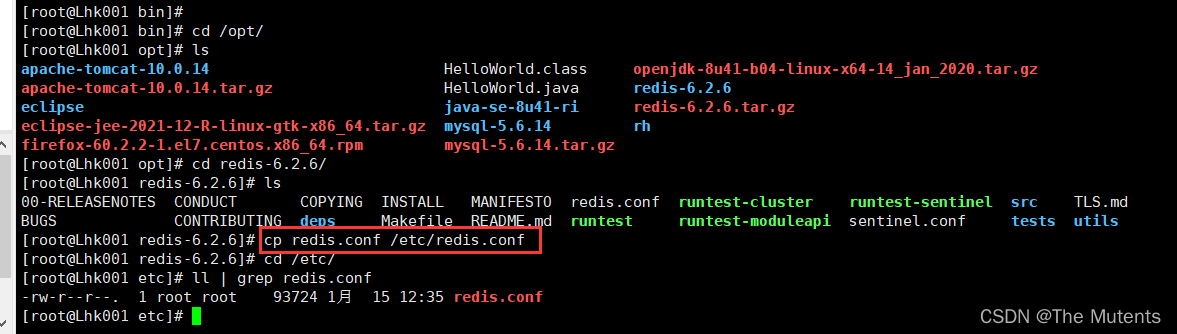 [root@Lhk001 bin]#
[root@Lhk001 bin]# cd /opt/
[root@Lhk001 opt]# ls
apache-tomcat-10.0.14 HelloWorld.class openjdk-8u41-b04-linux-x64-14_jan_2020.tar.gz
apache-tomcat-10.0.14.tar.gz HelloWorld.java redis-6.2.6
eclipse java-se-8u41-ri redis-6.2.6.tar.gz
eclipse-jee-2021-12-R-linux-gtk-x86_64.tar.gz mysql-5.6.14 rh
firefox-60.2.2-1.el7.centos.x86_64.rpm mysql-5.6.14.tar.gz
[root@Lhk001 opt]# cd redis-6.2.6/
[root@Lhk001 redis-6.2.6]# ls
00-RELEASENOTES CONDUCT COPYING INSTALL MANIFESTO redis.conf runtest-cluster runtest-sentinel src TLS.md
BUGS CONTRIBUTING deps Makefile README.md runtest runtest-moduleapi sentinel.conf tests utils
[root@Lhk001 redis-6.2.6]# cp redis.conf /etc/redis.conf
[root@Lhk001 redis-6.2.6]# cd /etc/
[root@Lhk001 etc]# ll | grep redis.conf
-rw-r--r--. 1 root root 93724 1月 15 12:35 redis.conf
[root@Lhk001 etc]#
CSDN @The Mutents